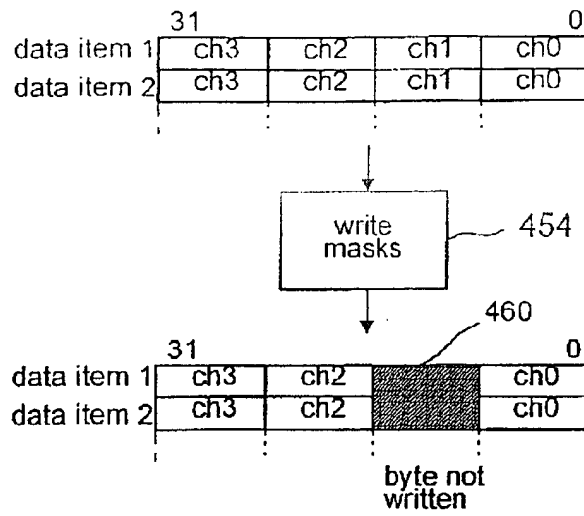 31 0
data item 1 ch3 ch2 ch1 ch0
data item 2 ch3 ch2 ch1 ch0
write
masks
454
460
31 0
data item 1 ch3 ch2 ch0
data item 2 ch3 ch2 ch0
byte not
written